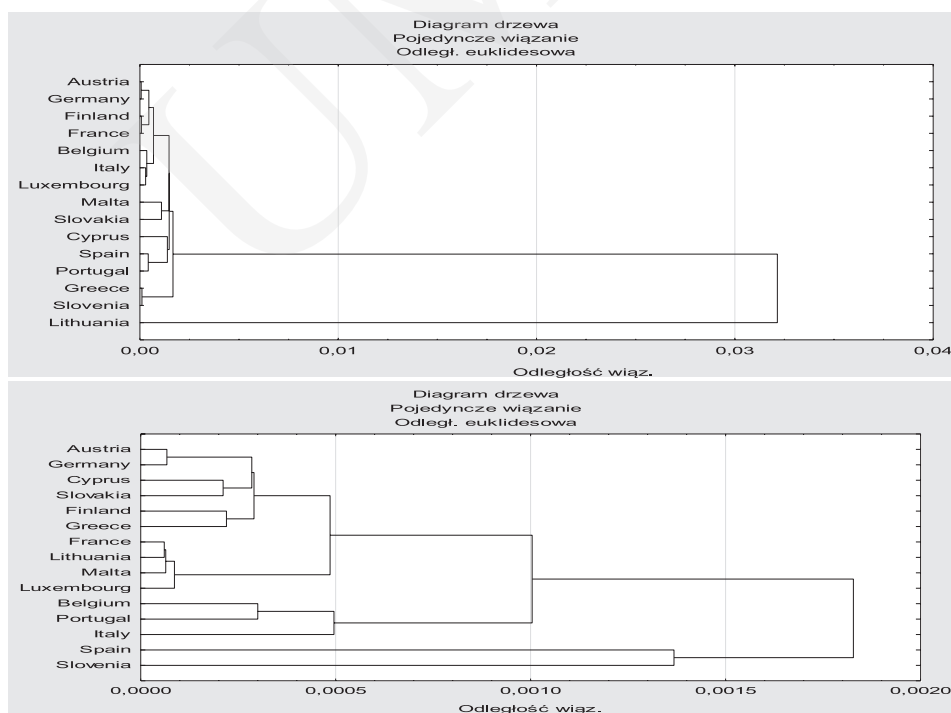 Diagram drzewa
Pojedyncze wiązanie
Odległ. euklidesowa
Austria
Germany
Finland
France
Belgium
Italy
Luxembourg
Malta
Slovakia
Cyprus
Spain
Portugal
Greece
Slovenia
Lithuania
0,00 0,01 0,02 0,03 0,04
Odległość wiąz.
Diagram drzewa
Pojedyncze wiązanie
Odległ. euklidesowa
Austria
Germany
Cyprus
Slovakia
Finland
Greece
France
Lithuania
Malta
Luxembourg
Belgium
Portugal
Italy
Spain
Slovenia
0,0000 0,0005 0,0010 0,0015 0,0020
Odległość wiąz.